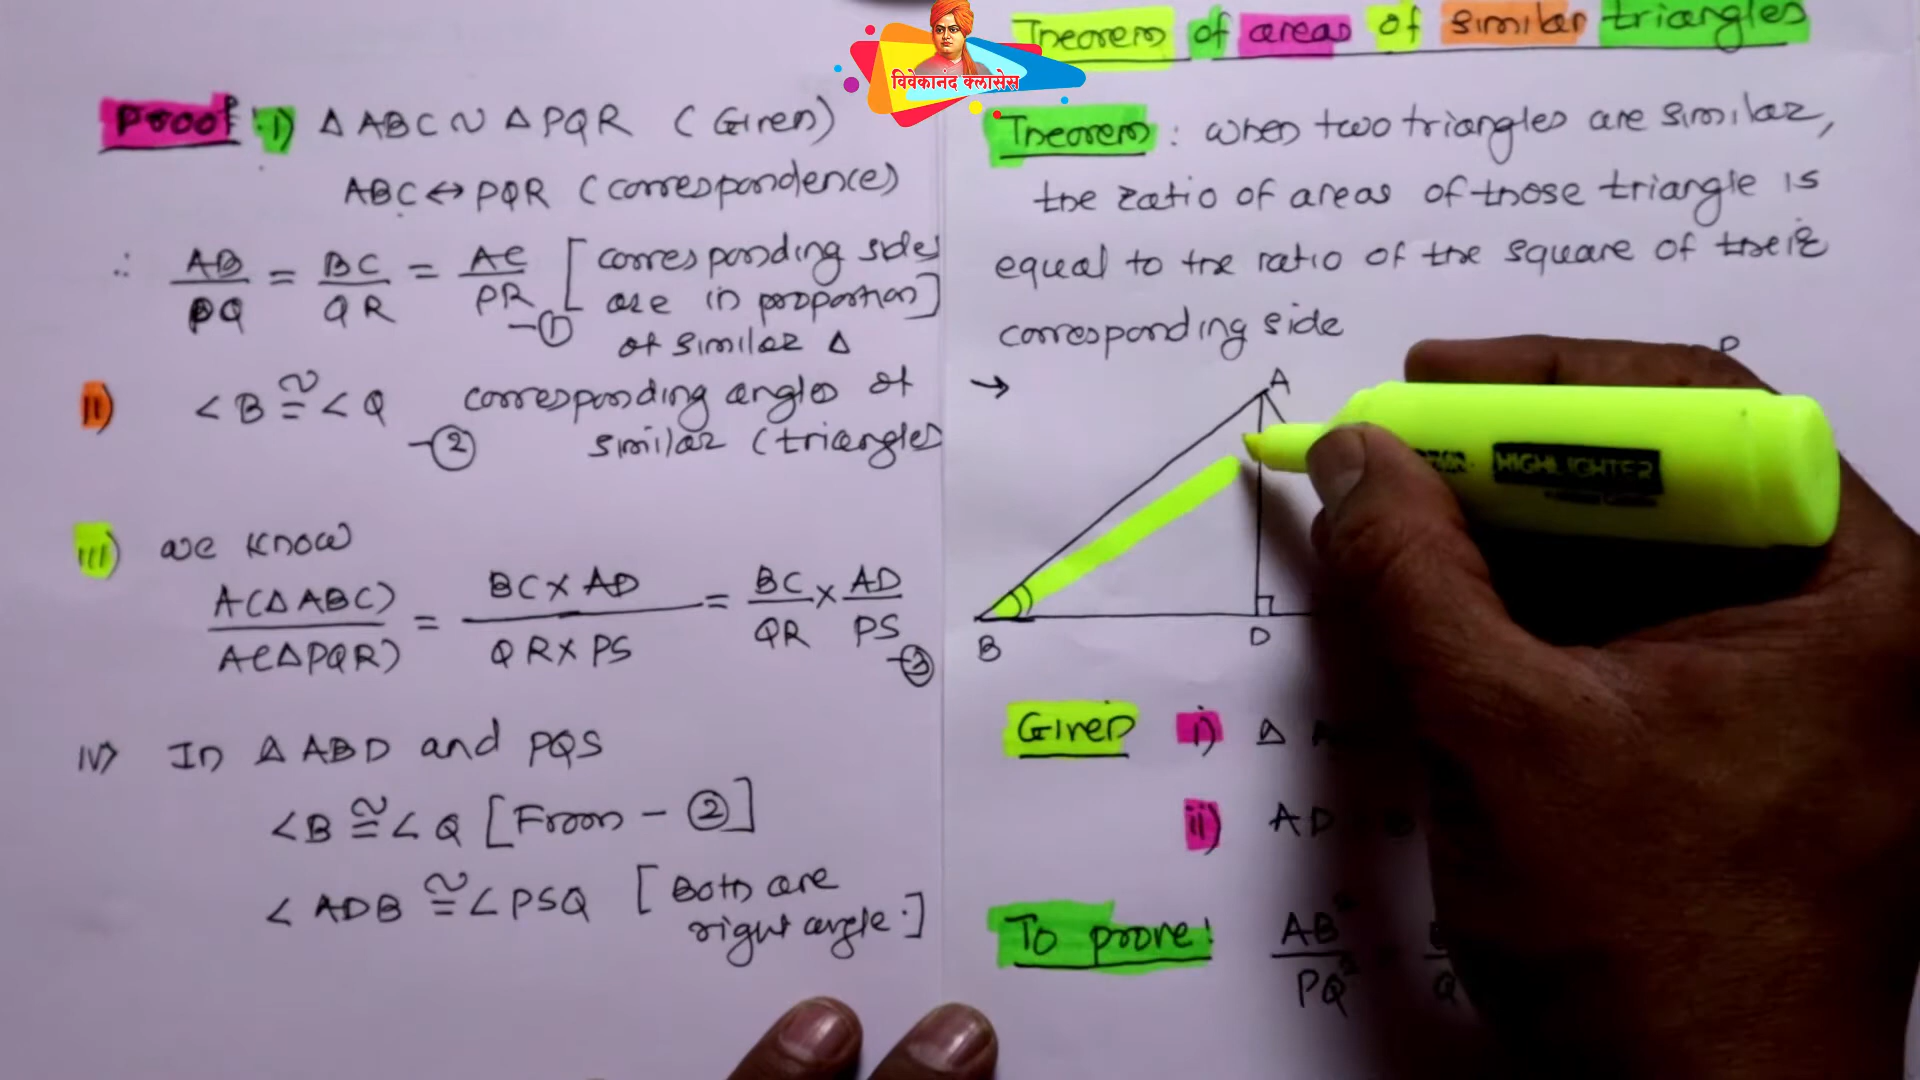 विवेकानंद क्लासेस
Theorem of areas of similar triangles
Proof : i) Δ ABC ~ Δ PQR (Given)
ABC ↔ PQR (correspondence)
∴ AB/PQ = BC/QR = AC/PR [corresponding side
are in proportion]
of similar Δ
—①
ii) ∠B ≅ ∠Q corresponding angles of
similar (triangles
—②
iii) we know
A(ΔABC)/A(ΔPQR) = BC × AD/QR × PS = BC/QR × AD/PS
—③
iv) In Δ ABD and PQS
∠B ≅ ∠Q [From - ②]
∠ADB ≅ ∠PSQ [Both are
right angle.]
Theorem : when two triangles are similar,
the ratio of areas of those triangle is
equal to the ratio of the square of their
corresponding side
→
A
B
D
Given i) Δ
ii) AD
To prove! AB²/PQ²
HIGHLIGHTER